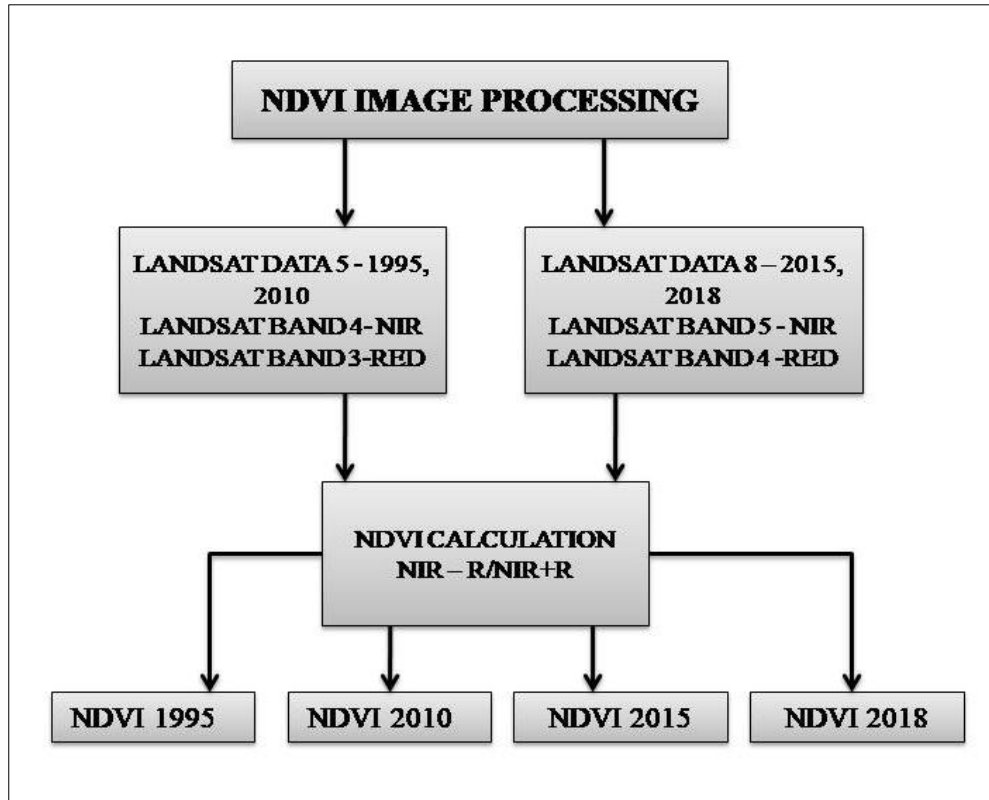 NDVI IMAGE PROCESSING
LANDSAT DATA 5 - 1995,
2010
LANDSAT BAND 4- NIR
LANDSAT BAND 3-RED
LANDSAT DATA 8 – 2015,
2018
LANDSAT BAND 5 - NIR
LANDSAT BAND 4 -RED
NDVI CALCULATION
NIR – R/NIR+R
NDVI 1995
NDVI 2010
NDVI 2015
NDVI 2018